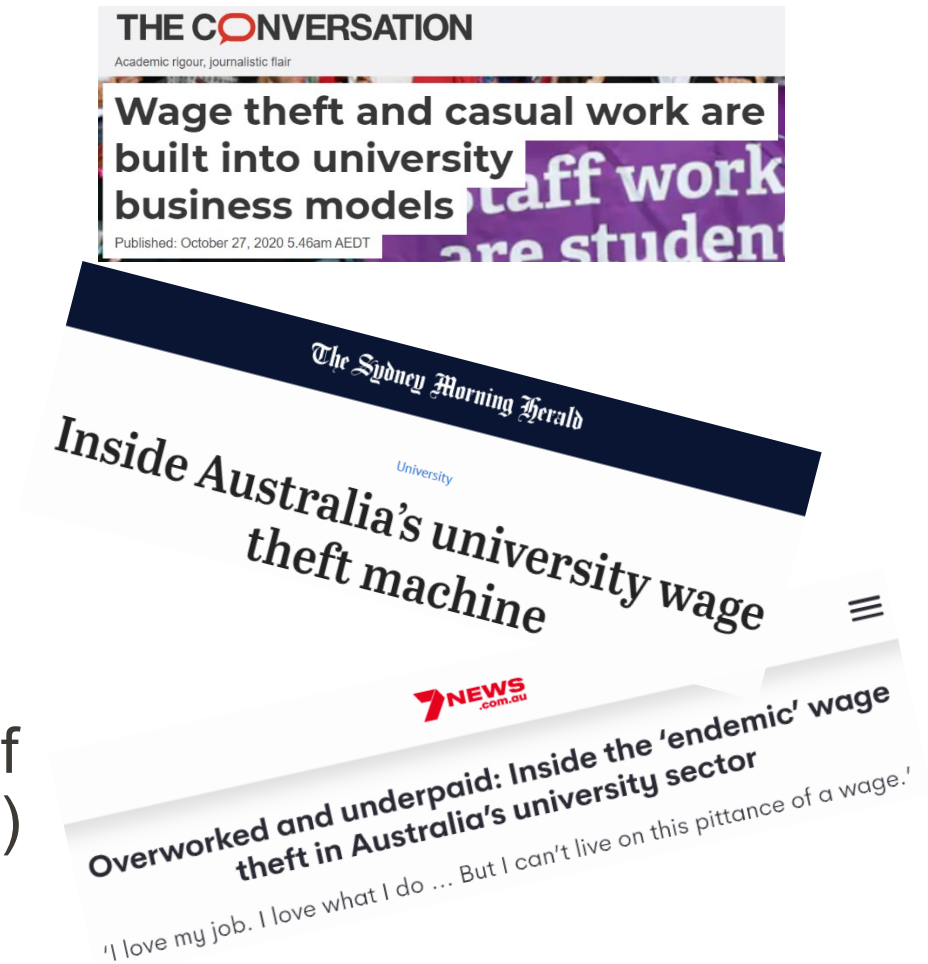 THE CONVERSATION
Academic rigour, journalistic flair
Wage theft and casual work are
built into university
business models
Published: October 27, 2020 5.46am AEDT
taff work
are student
The Sydney Morning Herald
University
Inside Australia's university wage
theft machine
7NEWS
.com.au
Overworked and underpaid: Inside the 'endemic' wage
theft in Australia's university sector
'I love my job. I love what I do ... But I can't live on this pittance of a wage.'
f
)